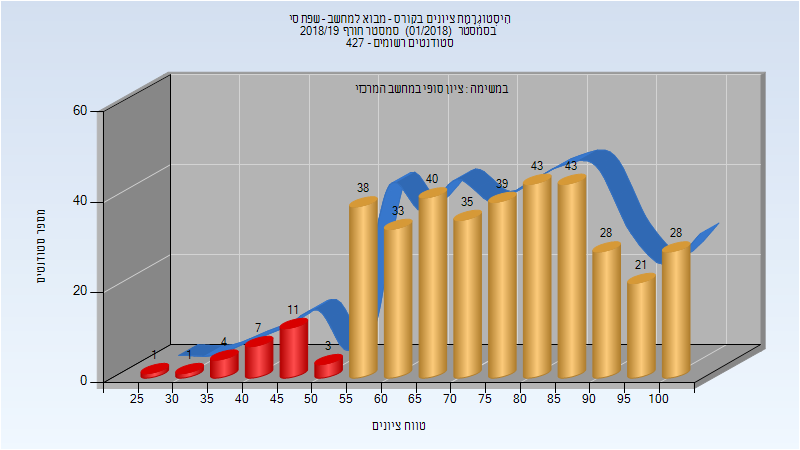 היסטוגרמת ציונים בקורס - מבוא למחשב - שפת סי
בסמסטר (01/2018) סמסטר חורף 2018/19
סטודנטים רשומים - 427
במשימה : ציון סופי במחשב המרכזי
מספר סטודנטים
60
40
20
0
1
1
4
7
11
3
38
33
40
35
39
43
43
28
21
28
25 30 35 40 45 50 55 60 65 70 75 80 85 90 95 100
טווח ציונים